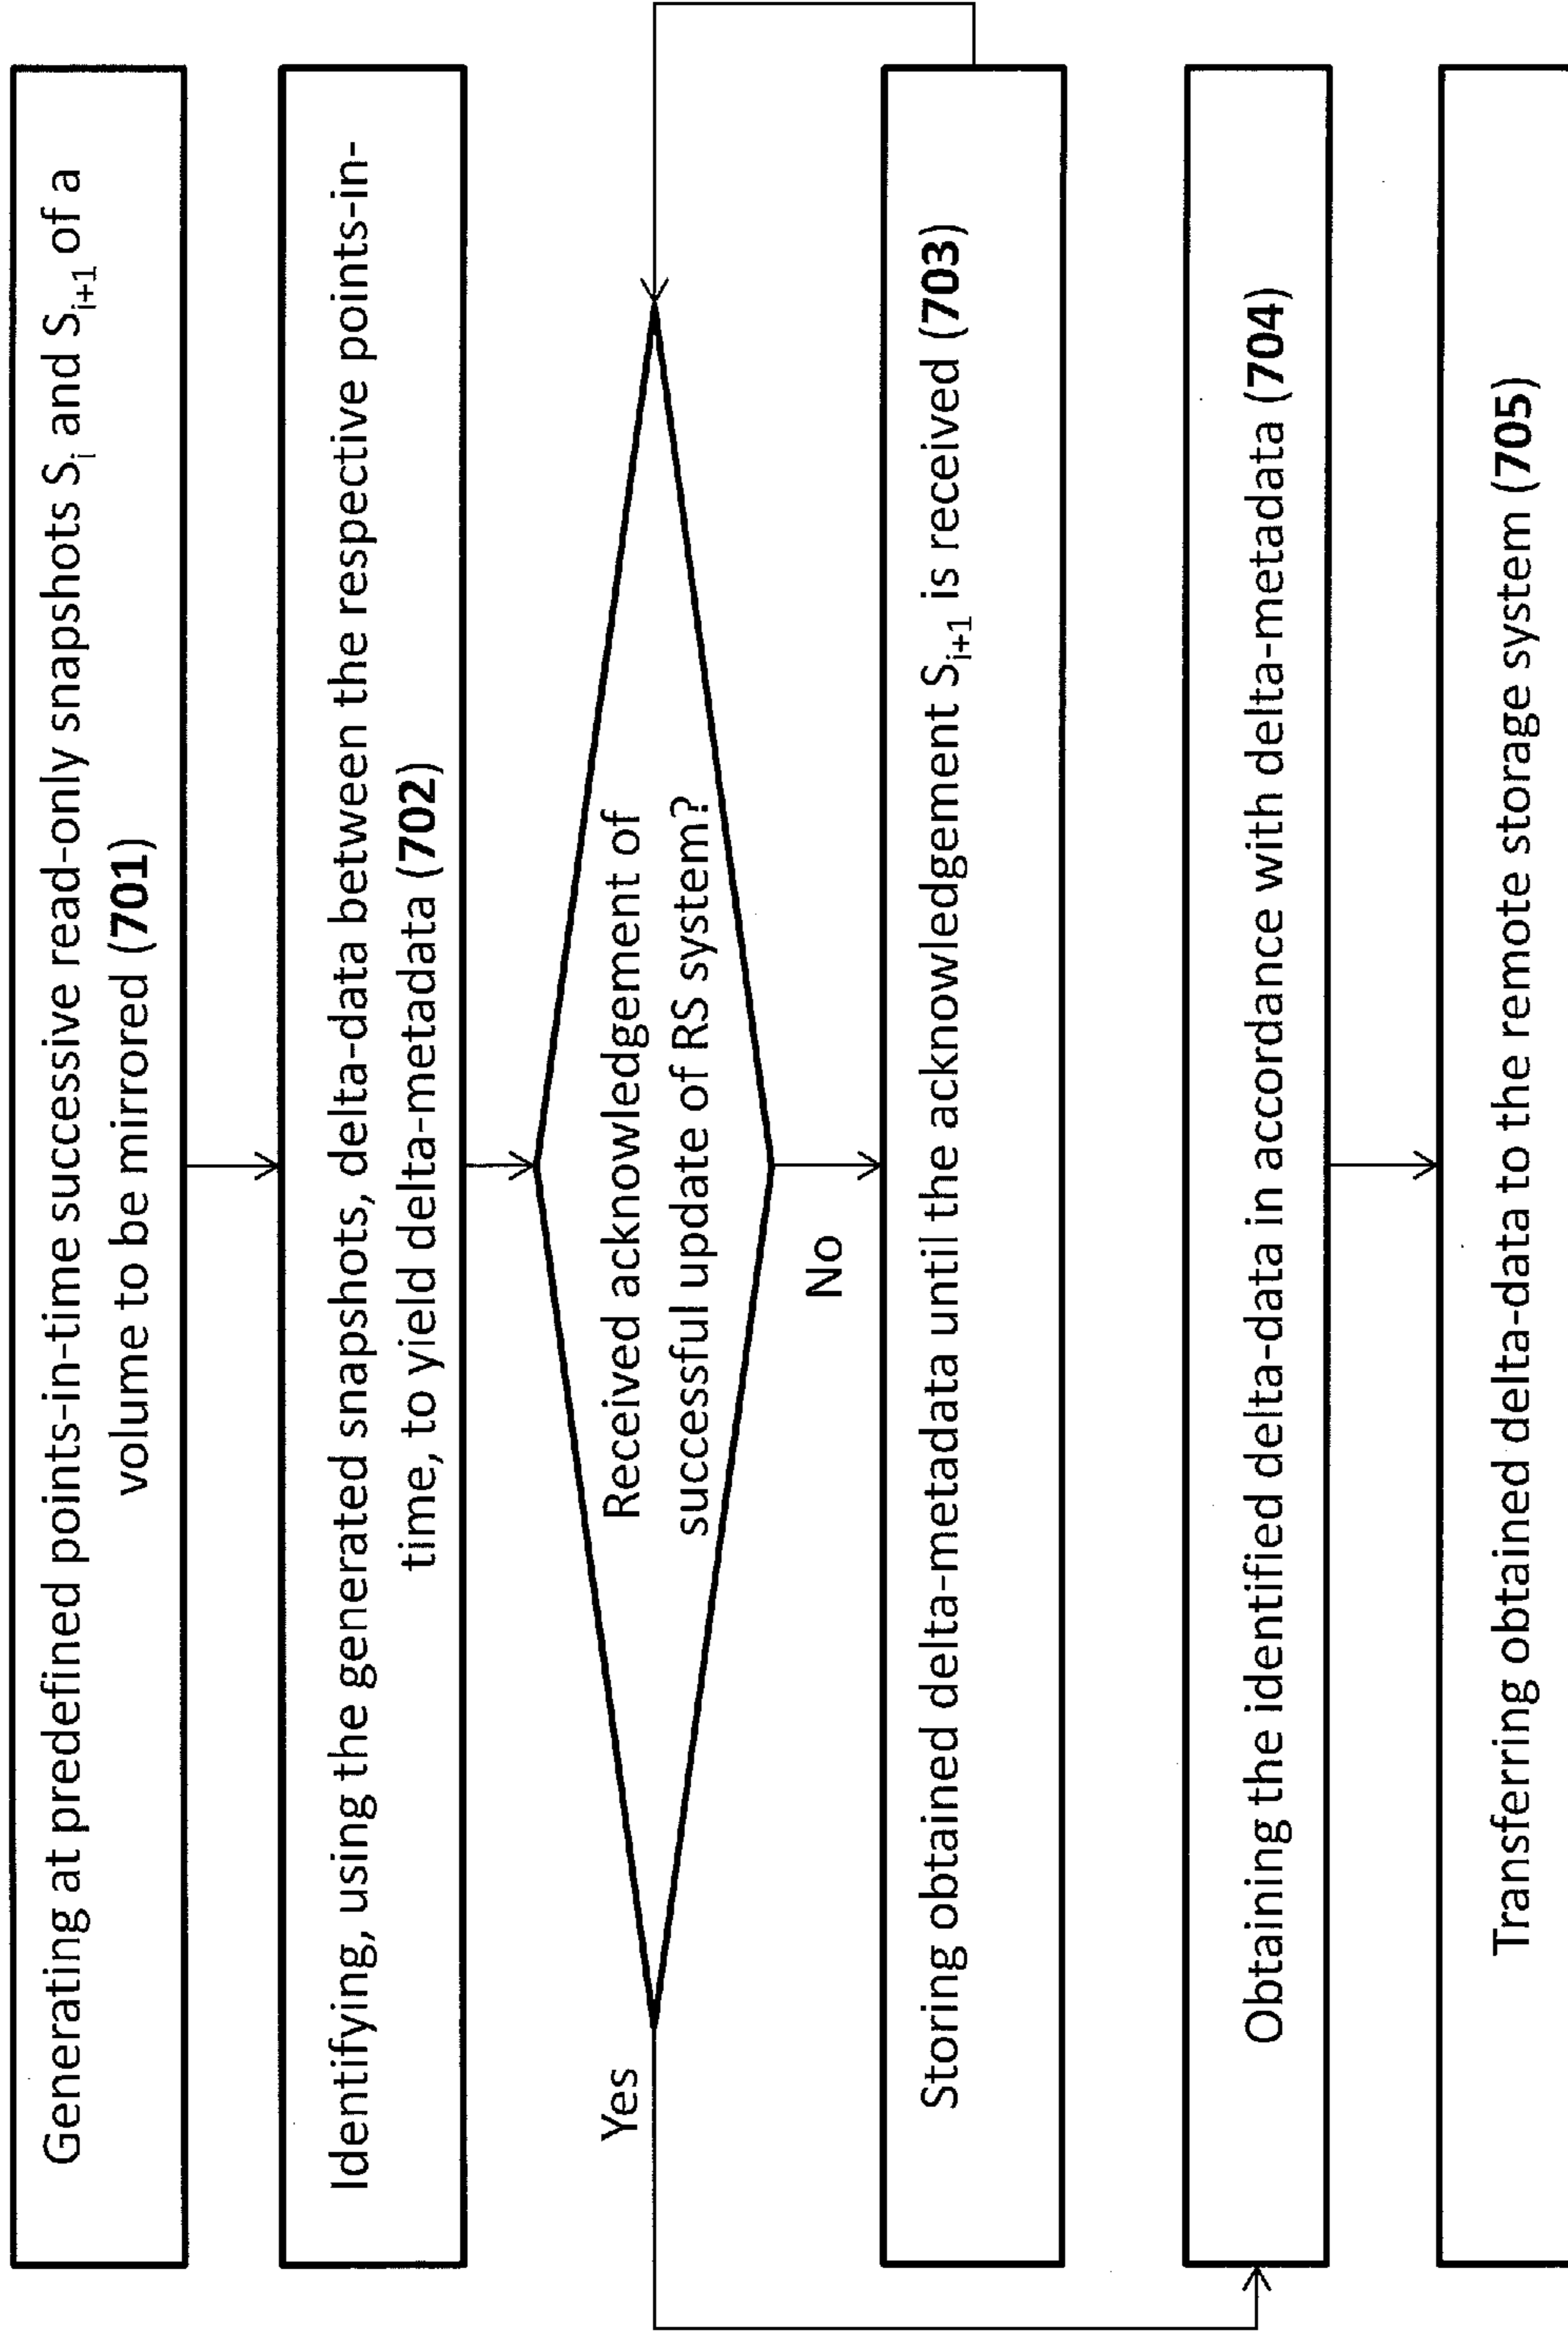 Generating at predefined points-in-time successive read-only snapshots Si and Si+1 of a
volume to be mirrored (701)
Identifying, using the generated snapshots, delta-data between the respective points-in-
time, to yield delta-metadata (702)
Received acknowledgement of
successful update of RS system?
Yes
No
Storing obtained delta-metadata until the acknowledgement Si+1 is received (703)
Obtaining the identified delta-data in accordance with delta-metadata (704)
Transferring obtained delta-data to the remote storage system (705)